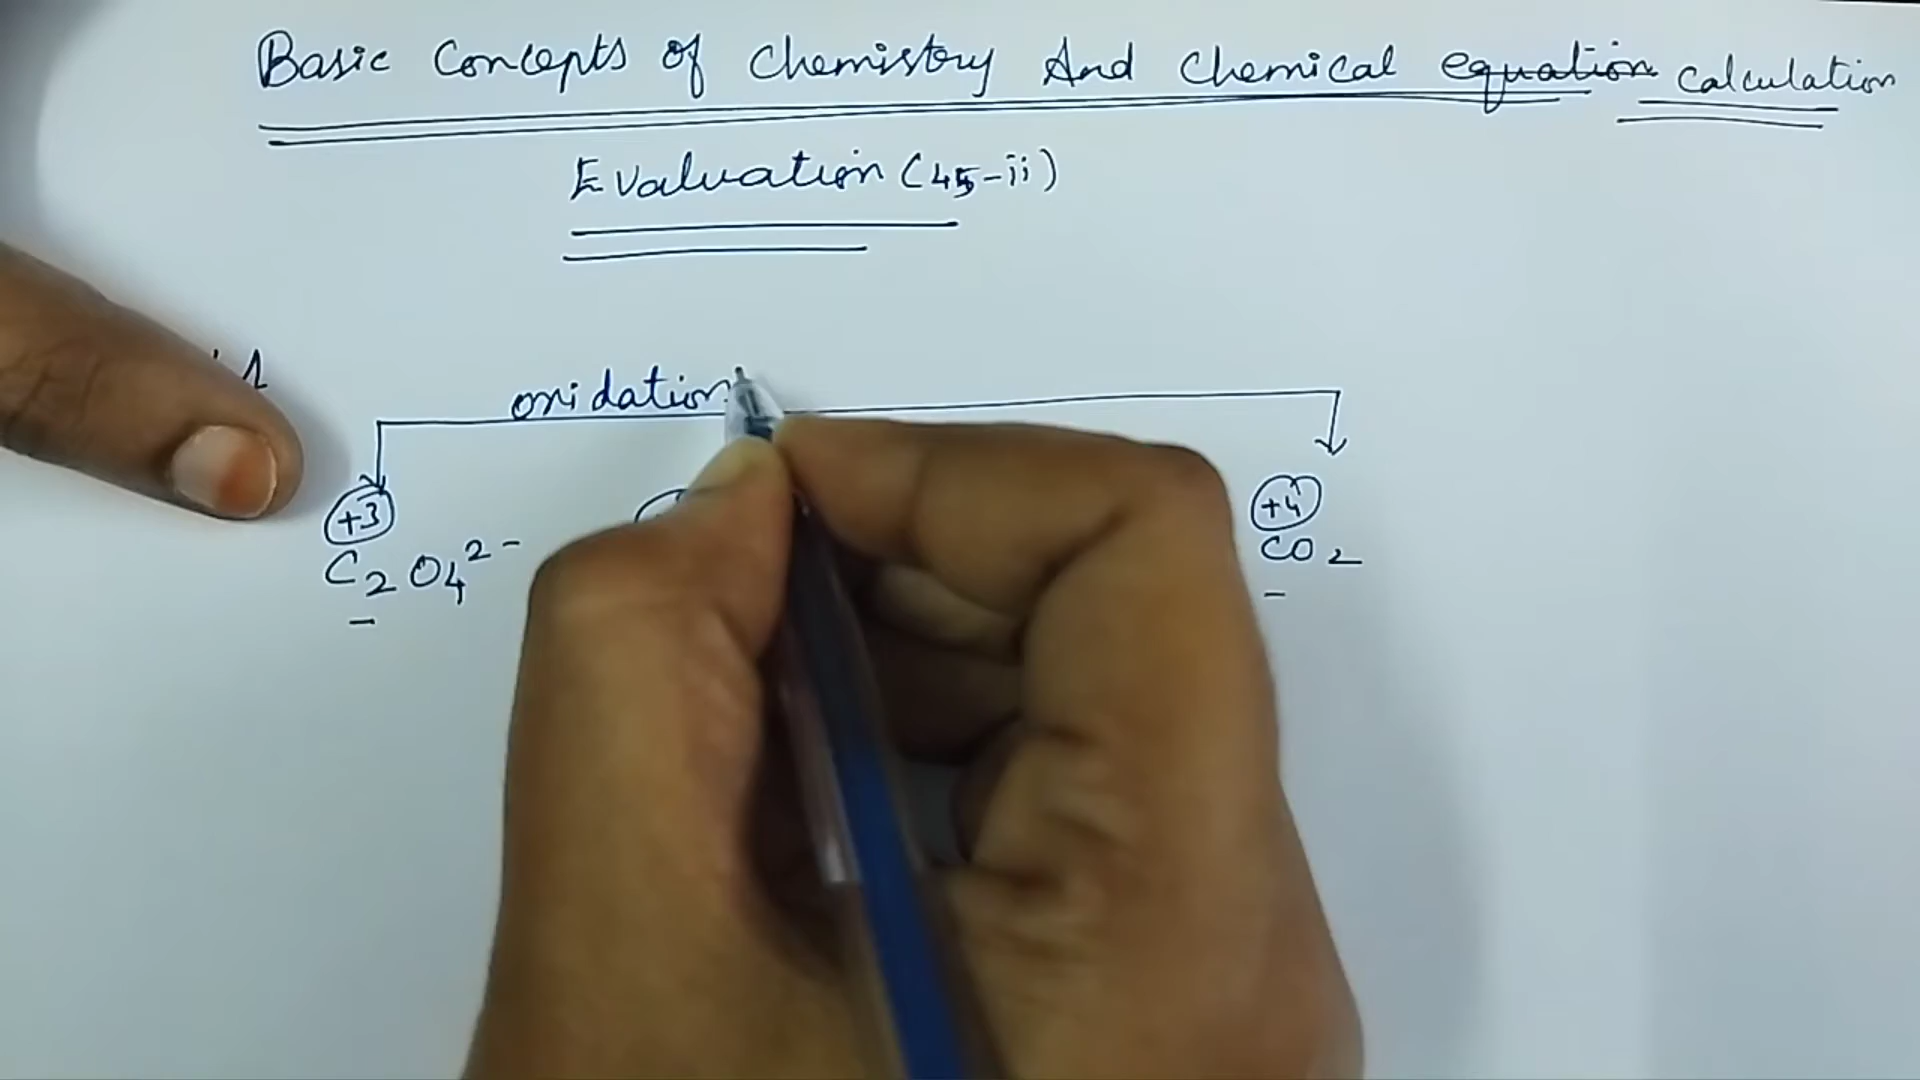 Basic Concepts of Chemistry And Chemical equation Calculation
Evaluation (45-ii)
oxidation
+3 +4
C2O4^2- CO2